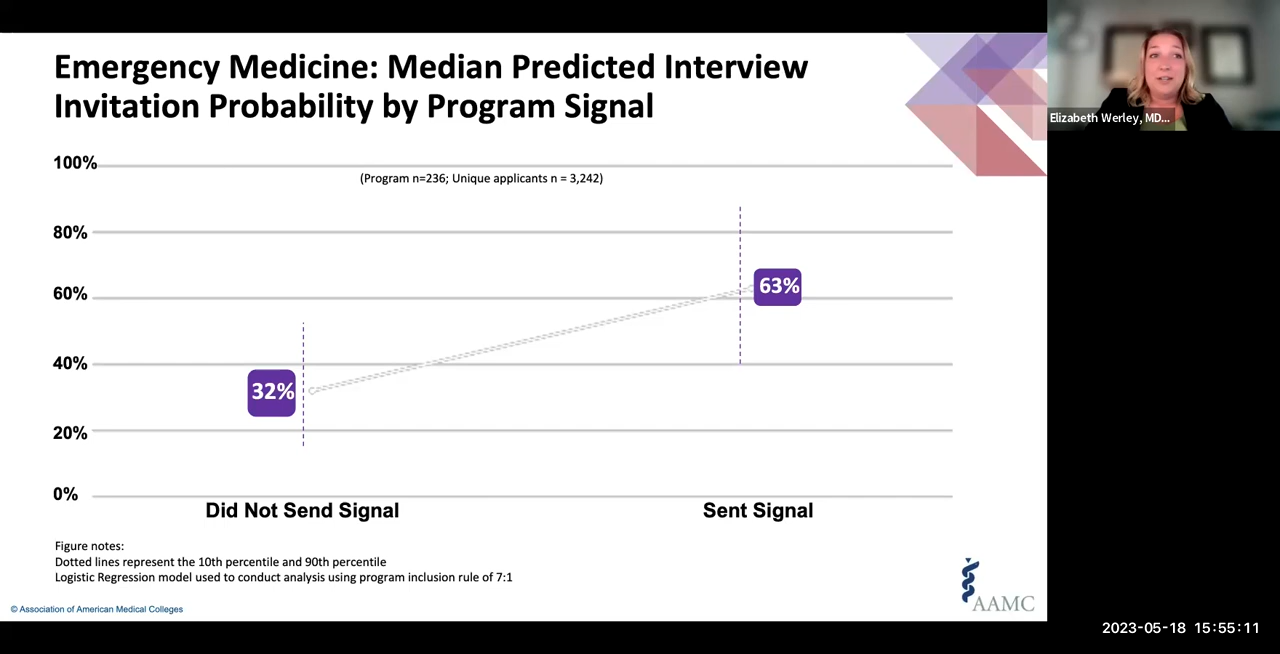 Emergency Medicine: Median Predicted Interview
Invitation Probability by Program Signal
Elizabeth Werley, MD...
100%
(Program n=236; Unique applicants n = 3,242)
80%
63%
60%
40%
32%
20%
0%
Did Not Send Signal
Sent Signal
Figure notes:
Dotted lines represent the 10th percentile and 90th percentile
Logistic Regression model used to conduct analysis using program inclusion rule of 7:1
© Association of American Medical Colleges
AAMC
2023-05-18 15:55:11